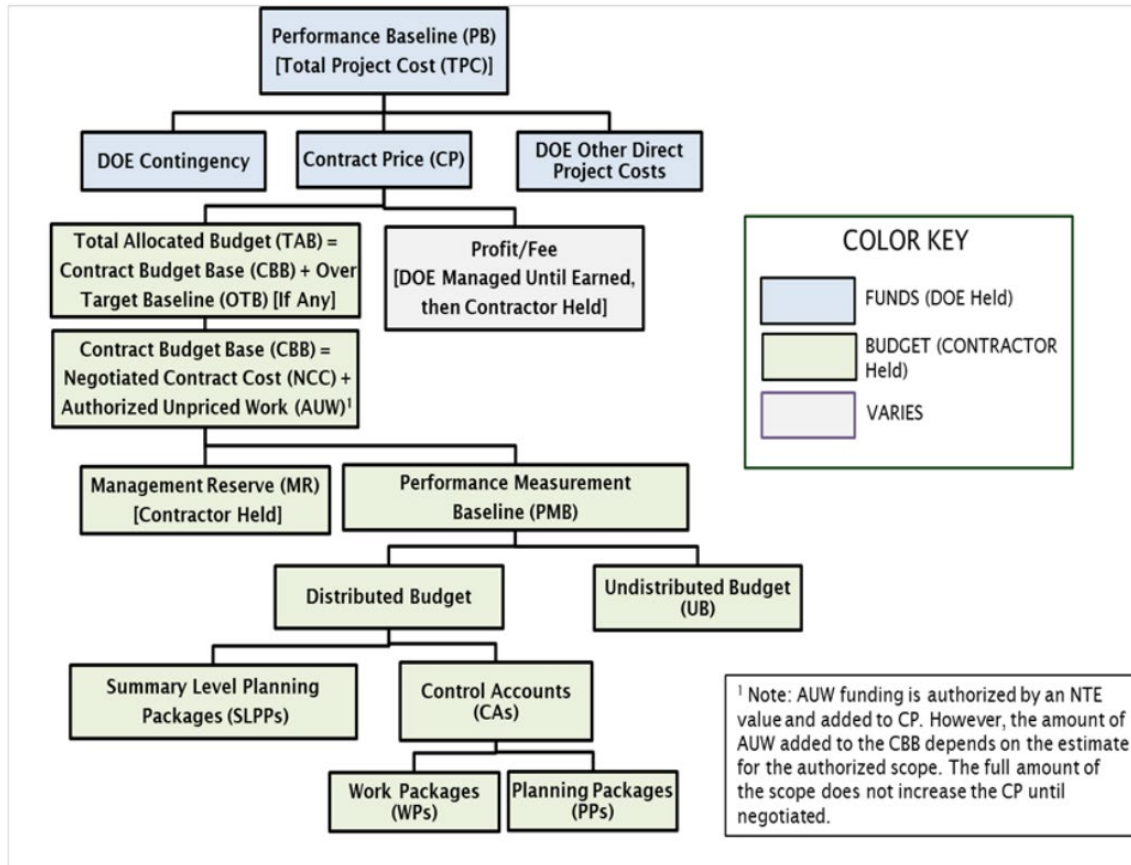 Performance Baseline (PB)
[Total Project Cost (TPC)]
DOE Contingency
Contract Price (CP)
DOE Other Direct
Project Costs
Total Allocated Budget (TAB) =
Contract Budget Base (CBB) + Over
Target Baseline (OTB) [If Any]
Profit/Fee
[DOE Managed Until Earned,
then Contractor Held]
Contract Budget Base (CBB) =
Negotiated Contract Cost (NCC) +
Authorized Unpriced Work (AUW)¹
Management Reserve (MR)
[Contractor Held]
Performance Measurement
Baseline (PMB)
Distributed Budget
Undistributed Budget
(UB)
Summary Level Planning
Packages (SLPPs)
Control Accounts
(CAs)
Work Packages
(WPs)
Planning Packages
(PPs)
COLOR KEY
FUNDS (DOE Held)
BUDGET (CONTRACTOR
Held)
VARIES
¹ Note: AUW funding is authorized by an NTE
value and added to CP. However, the amount of
AUW added to the CBB depends on the estimate
for the authorized scope. The full amount of
the scope does not increase the CP until
negotiated.